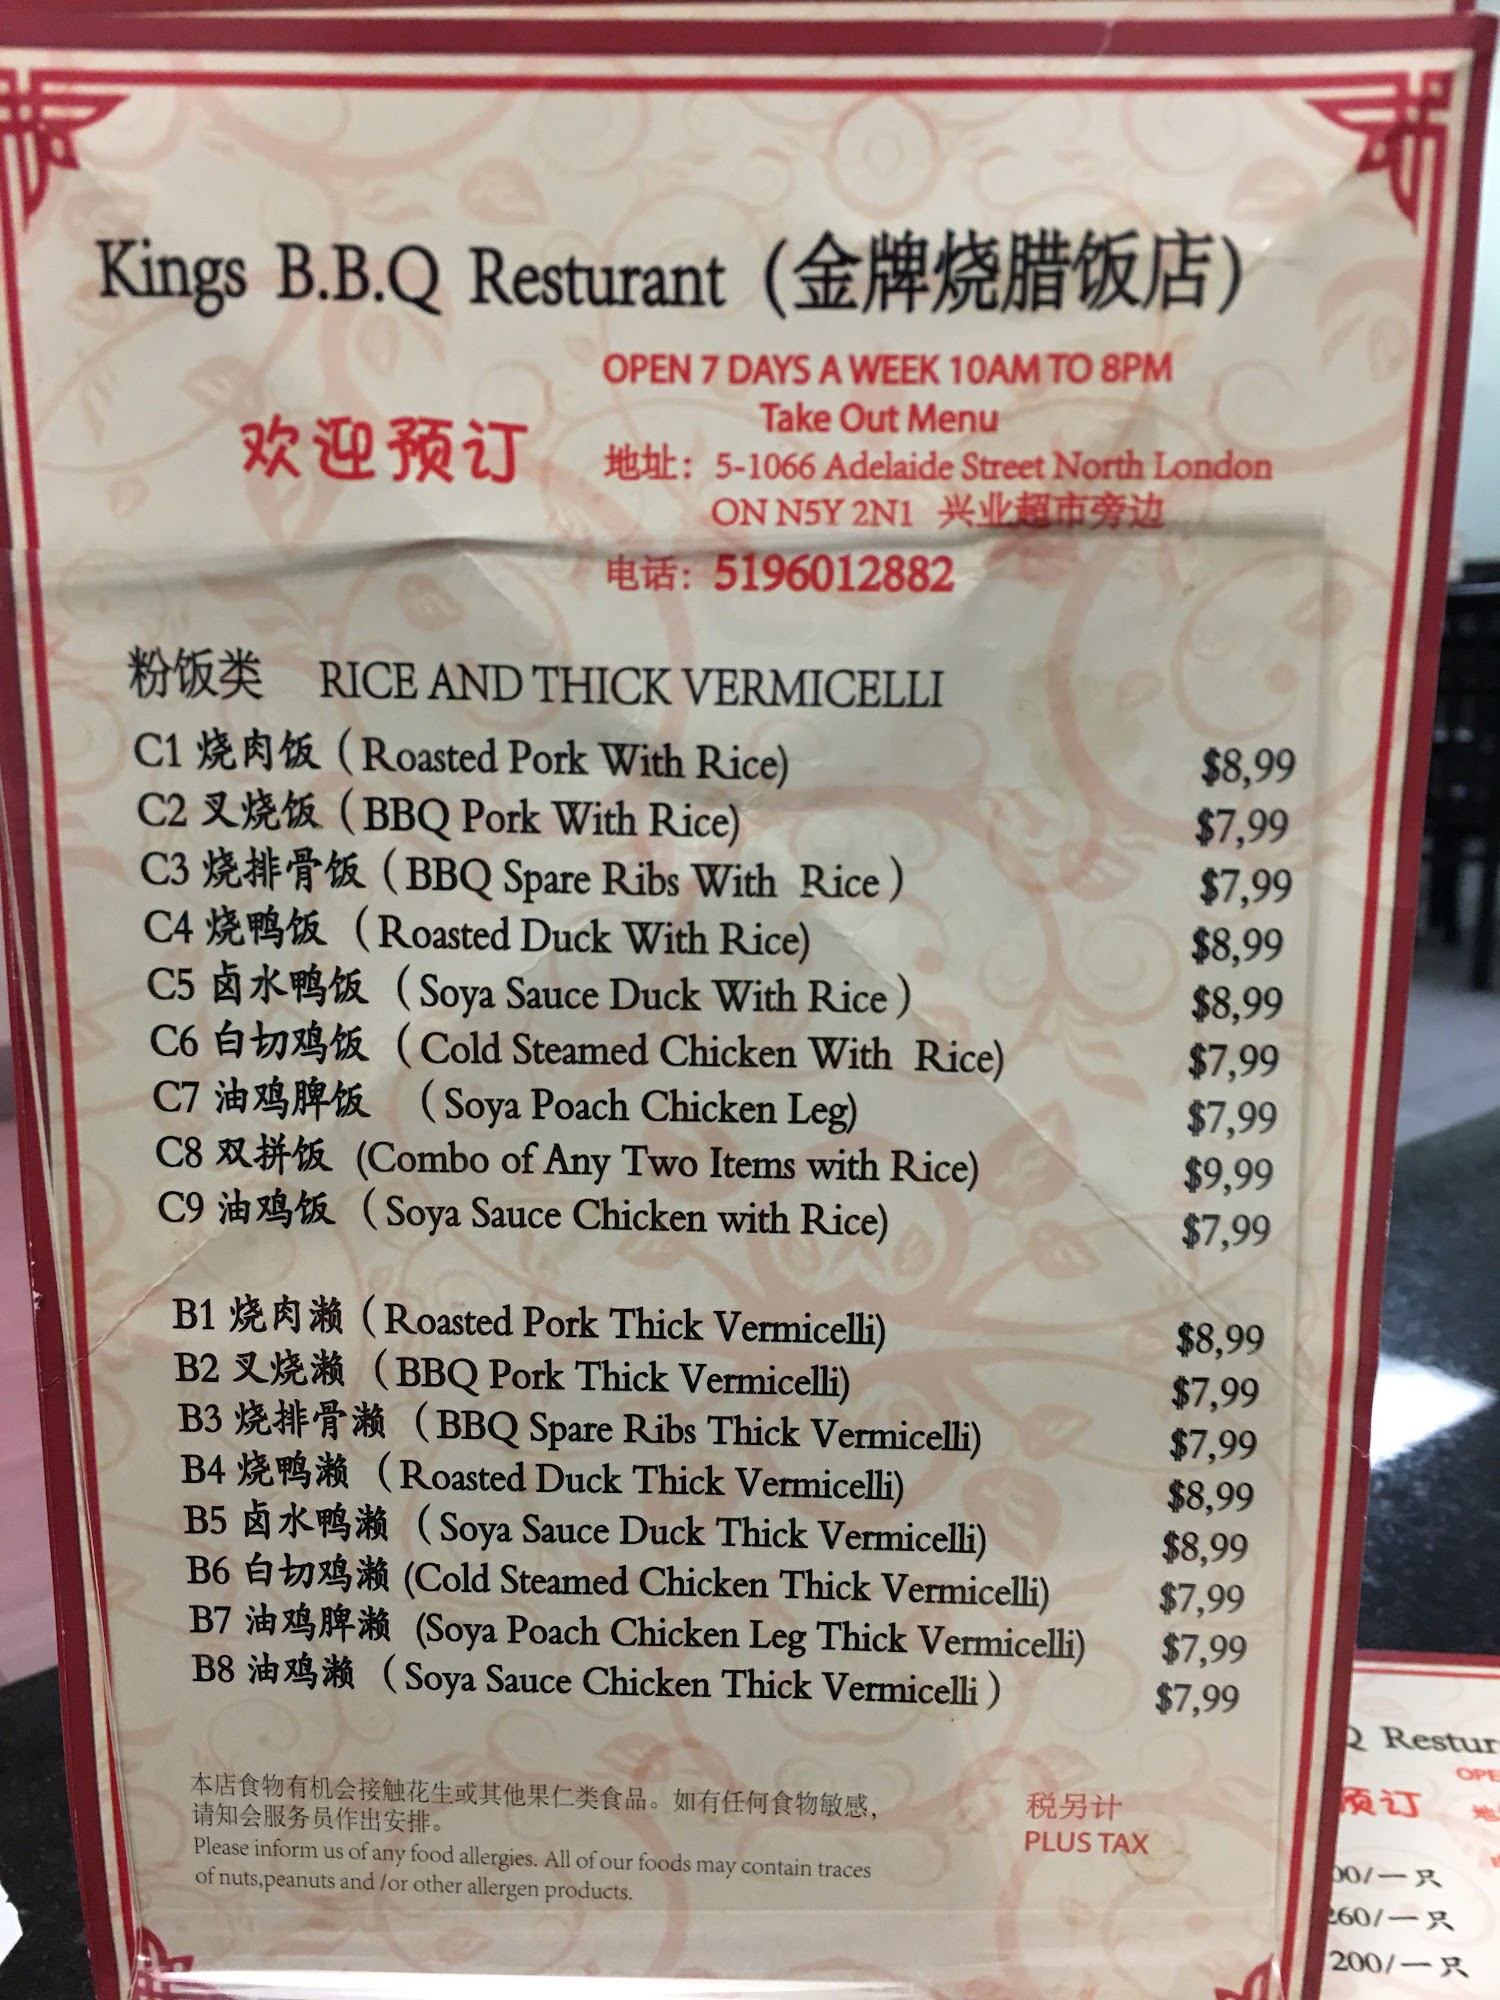 Kings B.B.Q Resturant (金牌烧腊饭店)
OPEN 7 DAYS A WEEK 10AM TO 8PM
Take Out Menu
欢迎预订
地址: 5-1066 Adelaide Street North London
ON N5Y 2N1 兴业超市旁边
电话: 5196012882
粉饭类 RICE AND THICK VERMICELLI
C1 烧肉饭 (Roasted Pork With Rice) $8,99
C2 叉烧饭 (BBQ Pork With Rice) $7,99
C3 烧排骨饭 (BBQ Spare Ribs With Rice) $7,99
C4 烧鸭饭 (Roasted Duck With Rice) $8,99
C5 卤水鸭饭 (Soya Sauce Duck With Rice) $8,99
C6 白切鸡饭 (Cold Steamed Chicken With Rice) $7,99
C7 油鸡脾饭 (Soya Poach Chicken Leg) $7,99
C8 双拼饭 (Combo of Any Two Items with Rice) $9,99
C9 油鸡饭 (Soya Sauce Chicken with Rice) $7,99
B1 烧肉濑 (Roasted Pork Thick Vermicelli) $8,99
B2 叉烧濑 (BBQ Pork Thick Vermicelli) $7,99
B3 烧排骨濑 (BBQ Spare Ribs Thick Vermicelli) $7,99
B4 烧鸭濑 (Roasted Duck Thick Vermicelli) $8,99
B5 卤水鸭濑 (Soya Sauce Duck Thick Vermicelli) $8,99
B6 白切鸡濑 (Cold Steamed Chicken Thick Vermicelli) $7,99
B7 油鸡脾濑 (Soya Poach Chicken Leg Thick Vermicelli) $7,99
B8 油鸡濑 (Soya Sauce Chicken Thick Vermicelli) $7,99
本店食物有机会接触花生或其他果仁类食品。如有任何食物敏感，
请知会服务员作出安排。
Please inform us of any food allergies. All of our foods may contain traces
of nuts,peanuts and /or other allergen products.
税另计
PLUS TAX
Q Restur
OPE
预订
00/一只
260/一只
200/一只